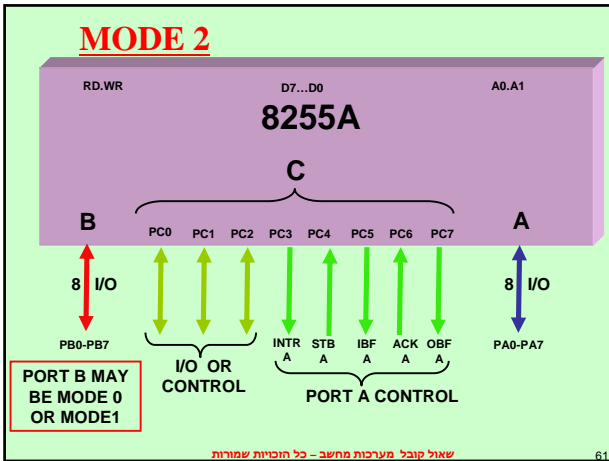 MODE 2
RD.WR D7...D0 A0.A1
8255A
C
B A
PC0 PC1 PC2 PC3 PC4 PC5 PC6 PC7
8 I/O 8 I/O
INTR STB IBF ACK OBF
A A A A A
PB0-PB7 PA0-PA7
I/O OR
CONTROL
PORT A CONTROL
PORT B MAY
BE MODE 0
OR MODE1
שאול קובל מערכות מחשב – כל הזכויות שמורות
61